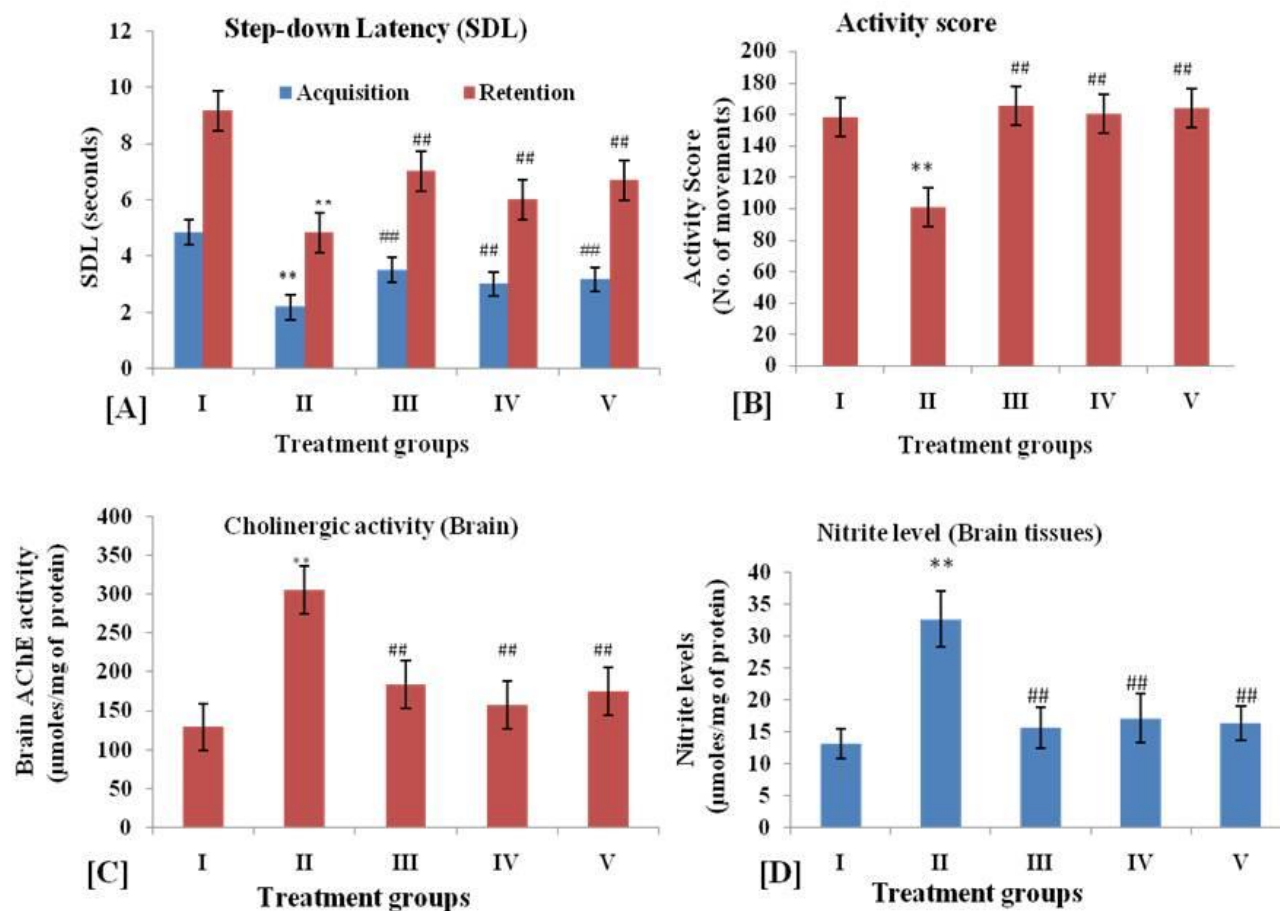 Step-down Latency (SDL)
Acquisition
Retention
SDL (seconds)
12
10
8
6
4
2
0
**
**
##
##
##
##
##
##
I II III IV V
[A]
Treatment groups
Activity score
Activity Score
(No. of movements)
200
180
160
140
120
100
80
60
40
20
0
**
##
##
##
I II III IV V
[B]
Treatment groups
Cholinergic activity (Brain)
Brain AChE activity
(µmoles/mg of protein)
400
350
300
250
200
150
100
50
0
**
##
##
##
I II III IV V
[C]
Treatment groups
Nitrite level (Brain tissues)
Nitrite levels
(µmoles/mg of protein)
40
35
30
25
20
15
10
5
0
**
##
##
##
I II III IV V
[D]
Treatment groups